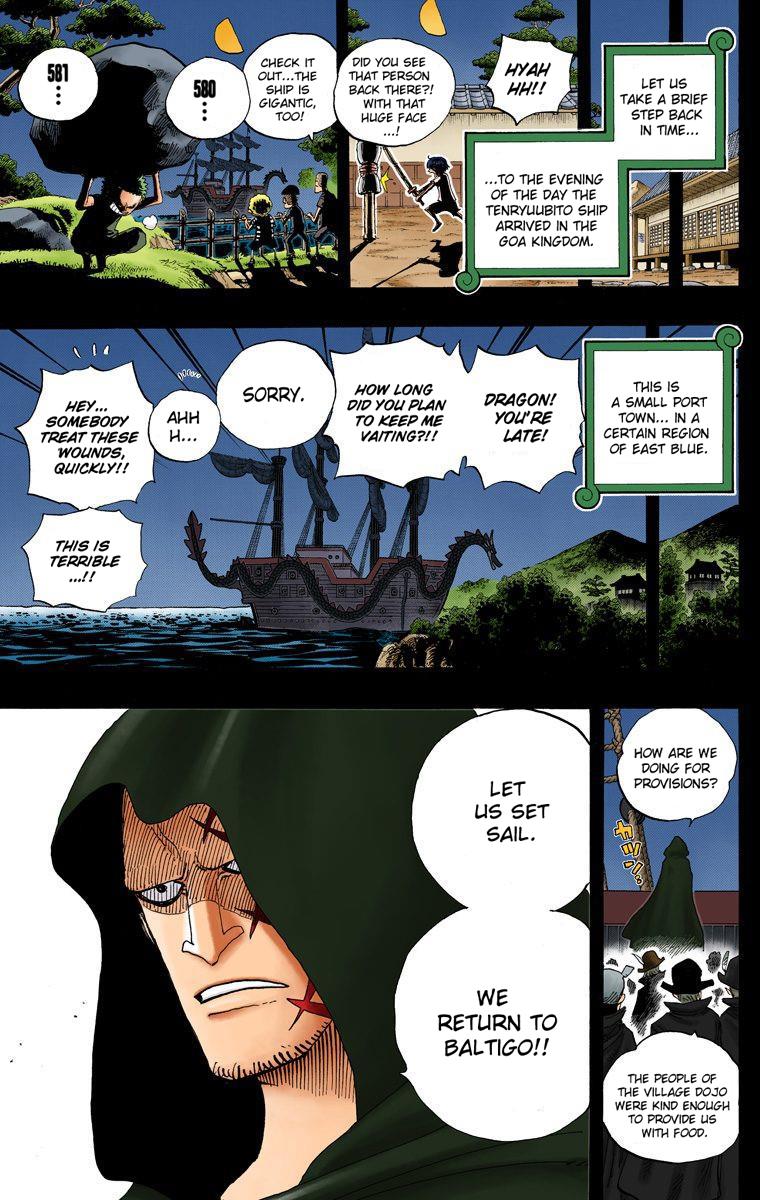 LET US
TAKE A BRIEF
STEP BACK
IN TIME...
...TO THE EVENING
OF THE DAY THE
TENRYUUBITO SHIP
ARRIVED IN THE
GOA KINGDOM.
HYAH
HH!!
DID YOU SEE
THAT PERSON
BACK THERE?!
WITH THAT
HUGE FACE
...!
CHECK IT
OUT...THE
SHIP IS
GIGANTIC,
TOO!
580
...
581
...
THIS IS
A SMALL PORT
TOWN... IN A
CERTAIN REGION
OF EAST BLUE.
DRAGON!
YOU'RE
LATE!
HOW LONG
DID YOU PLAN
TO KEEP ME
VAITING?!!
SORRY.
AHH
H...
HEY...
SOMEBODY
TREAT THESE
WOUNDS,
QUICKLY!!
THIS IS
TERRIBLE
...!!
HOW ARE WE
DOING FOR
PROVISIONS?
THE PEOPLE OF
THE VILLAGE DOJO
WERE KIND ENOUGH
TO PROVIDE US
WITH FOOD.
LET
US SET
SAIL.
WE
RETURN TO
BALTIGO!!